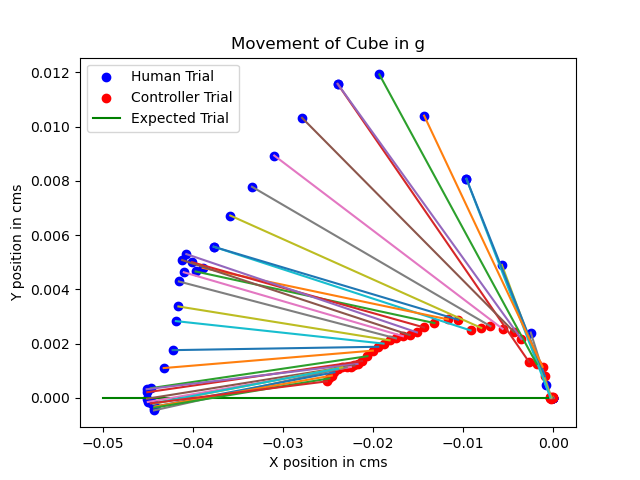 Movement of Cube in g
Human Trial
Controller Trial
Expected Trial
0.012
0.010
0.008
0.006
0.004
0.002
0.000
Y position in cms
−0.05 −0.04 −0.03 −0.02 −0.01 0.00
X position in cms